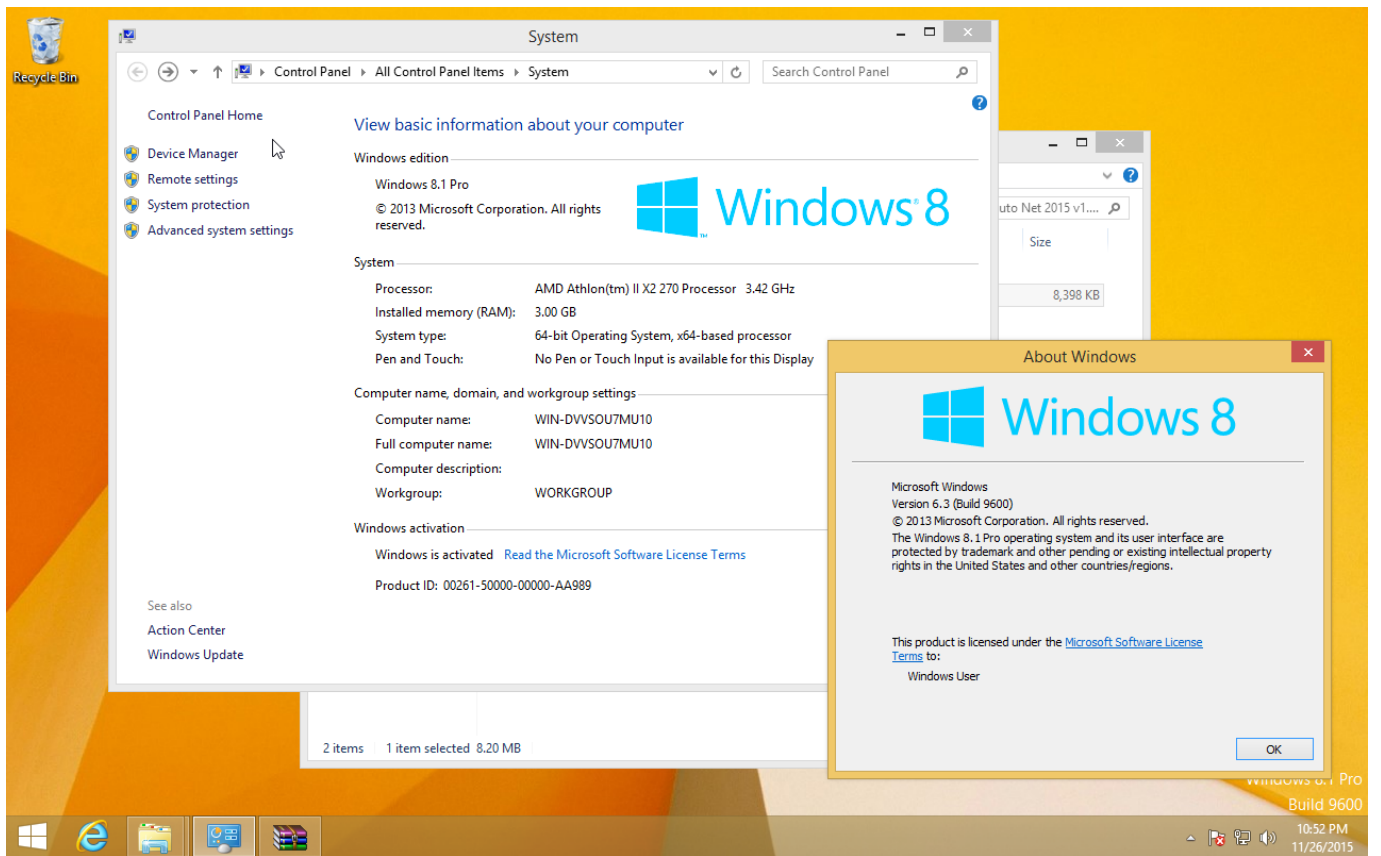 Recycle Bin
System
Control Panel All Control Panel Items System
Search Control Panel
Control Panel Home
Device Manager
Remote settings
System protection
Advanced system settings
See also
Action Center
Windows Update
View basic information about your computer
Windows edition
Windows 8.1 Pro
© 2013 Microsoft Corporation. All rights
reserved.
Windows® 8
™
System
Processor: AMD Athlon(tm) II X2 270 Processor 3.42 GHz
Installed memory (RAM): 3.00 GB
System type: 64-bit Operating System, x64-based processor
Pen and Touch: No Pen or Touch Input is available for this Display
Computer name, domain, and workgroup settings
Computer name: WIN-DVVSOU7MU10
Full computer name: WIN-DVVSOU7MU10
Computer description:
Workgroup: WORKGROUP
Windows activation
Windows is activated Read the Microsoft Software License Terms
Product ID: 00261-50000-00000-AA989
uto Net 2015 v1....
Size
8,398 KB
2 items 1 item selected 8.20 MB
About Windows
Windows 8
Microsoft Windows
Version 6.3 (Build 9600)
© 2013 Microsoft Corporation. All rights reserved.
The Windows 8.1 Pro operating system and its user interface are
protected by trademark and other pending or existing intellectual property
rights in the United States and other countries/regions.
This product is licensed under the Microsoft Software License
Terms to:
Windows User
OK
Windows 8.1 Pro
Build 9600
10:52 PM
11/26/2015